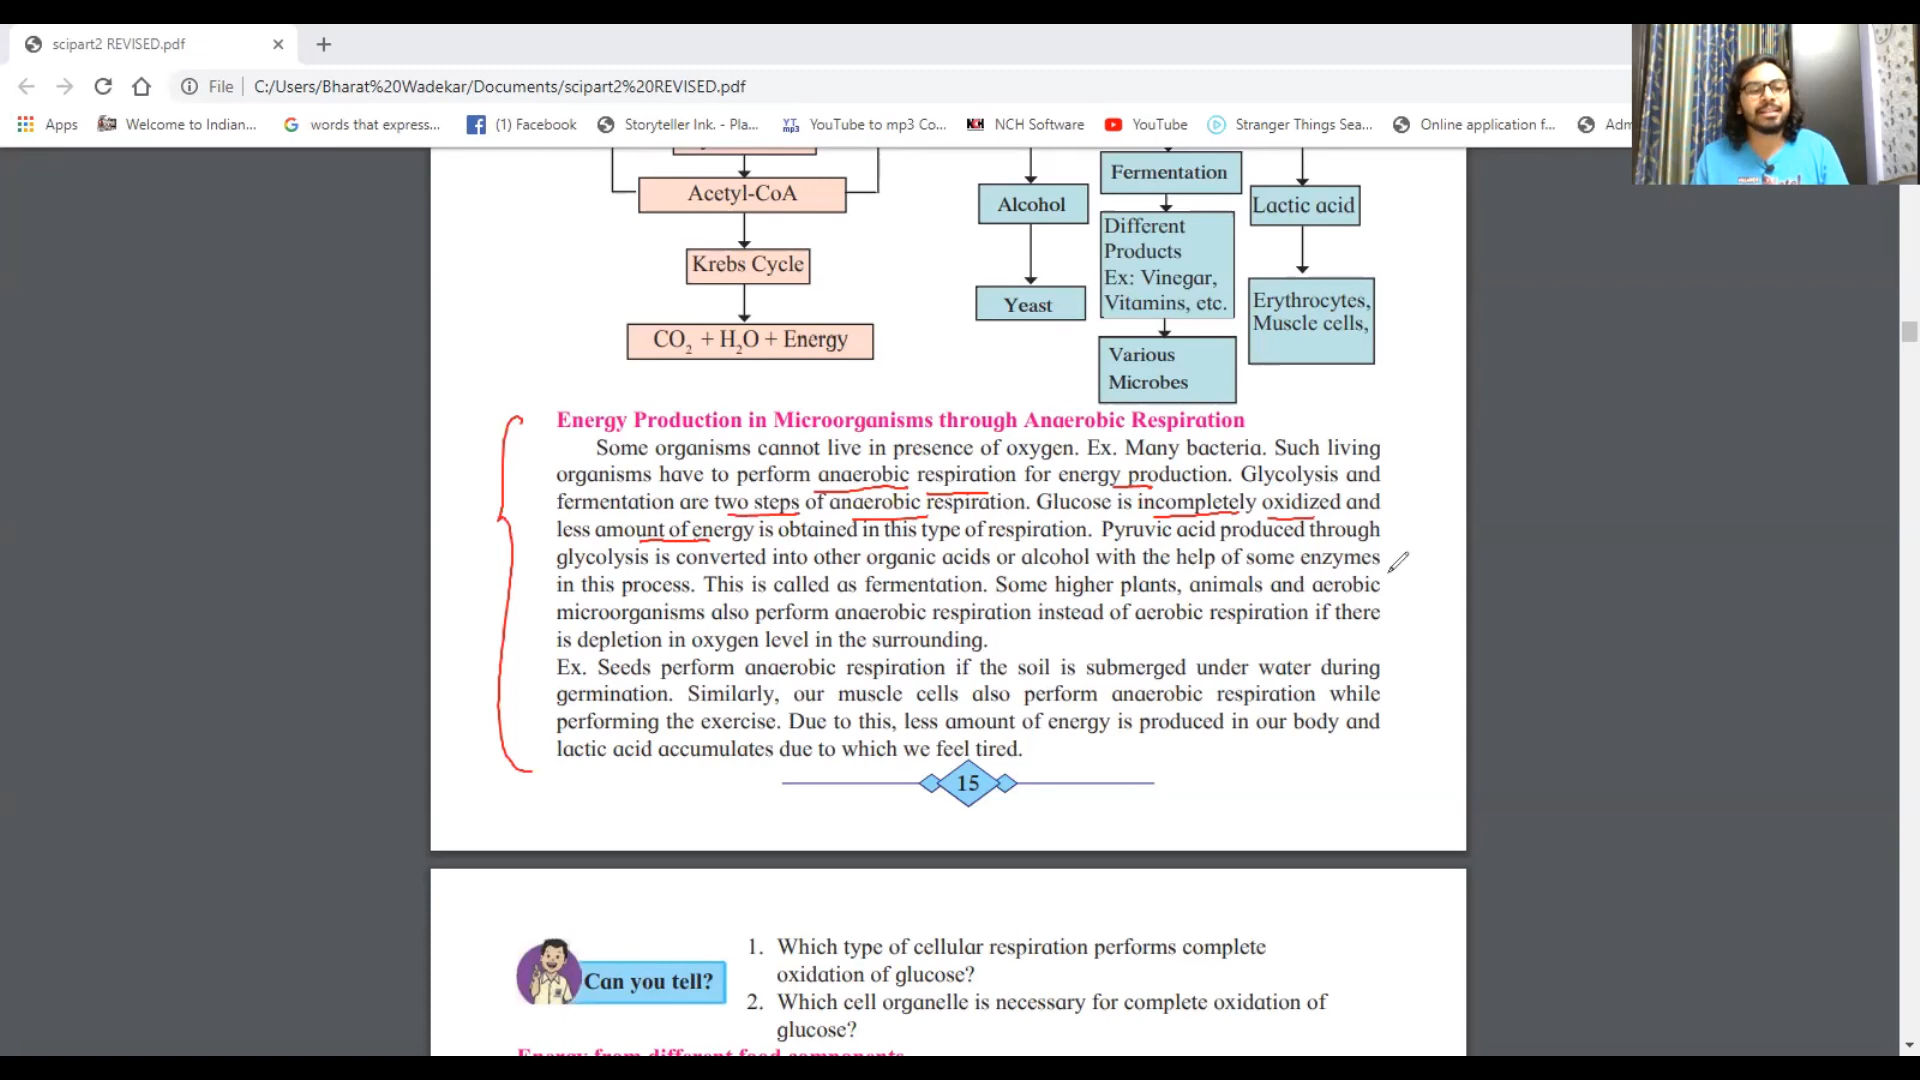 scipart2 REVISED.pdf
File C:/Users/Bharat%20Wadekar/Documents/scipart2%20REVISED.pdf
Apps Welcome to Indian... words that express... (1) Facebook Storyteller Ink. - Pla... YouTube to mp3 Co... NCH Software YouTube Stranger Things Sea... Online application f... Adm
Acetyl-CoA
Krebs Cycle
CO2 + H2O + Energy
Alcohol
Yeast
Fermentation
Different
Products
Ex: Vinegar,
Vitamins, etc.
Various
Microbes
Lactic acid
Erythrocytes,
Muscle cells,
Energy Production in Microorganisms through Anaerobic Respiration
Some organisms cannot live in presence of oxygen. Ex. Many bacteria. Such living
organisms have to perform anaerobic respiration for energy production. Glycolysis and
fermentation are two steps of anaerobic respiration. Glucose is incompletely oxidized and
less amount of energy is obtained in this type of respiration. Pyruvic acid produced through
glycolysis is converted into other organic acids or alcohol with the help of some enzymes
in this process. This is called as fermentation. Some higher plants, animals and aerobic
microorganisms also perform anaerobic respiration instead of aerobic respiration if there
is depletion in oxygen level in the surrounding.
Ex. Seeds perform anaerobic respiration if the soil is submerged under water during
germination. Similarly, our muscle cells also perform anaerobic respiration while
performing the exercise. Due to this, less amount of energy is produced in our body and
lactic acid accumulates due to which we feel tired.
15
Can you tell?
1. Which type of cellular respiration performs complete
oxidation of glucose?
2. Which cell organelle is necessary for complete oxidation of
glucose?
Energy from different food components